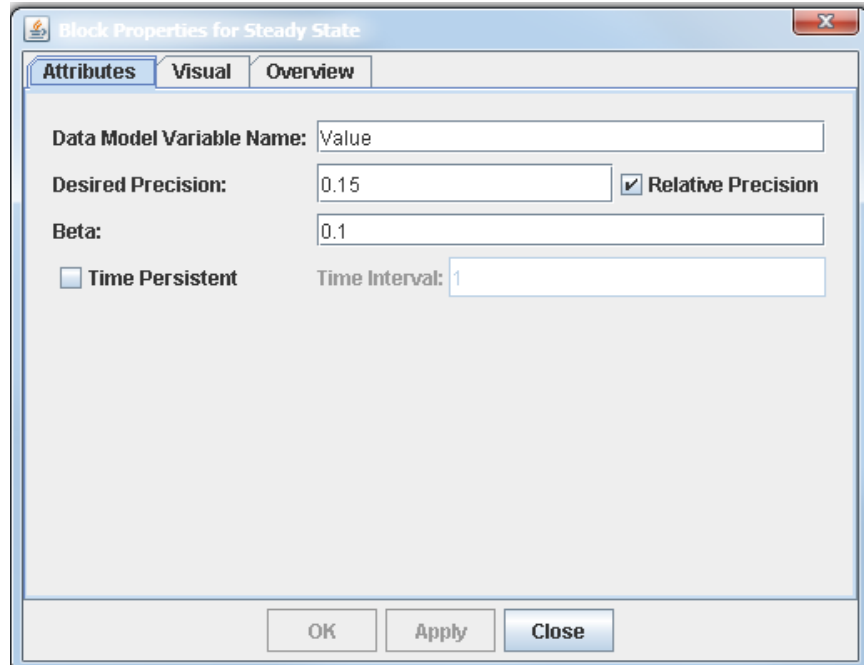 Block Properties for Steady State
Attributes Visual Overview
Data Model Variable Name: Value
Desired Precision: 0.15 Relative Precision
Beta: 0.1
Time Persistent Time Interval: 1
OK Apply Close